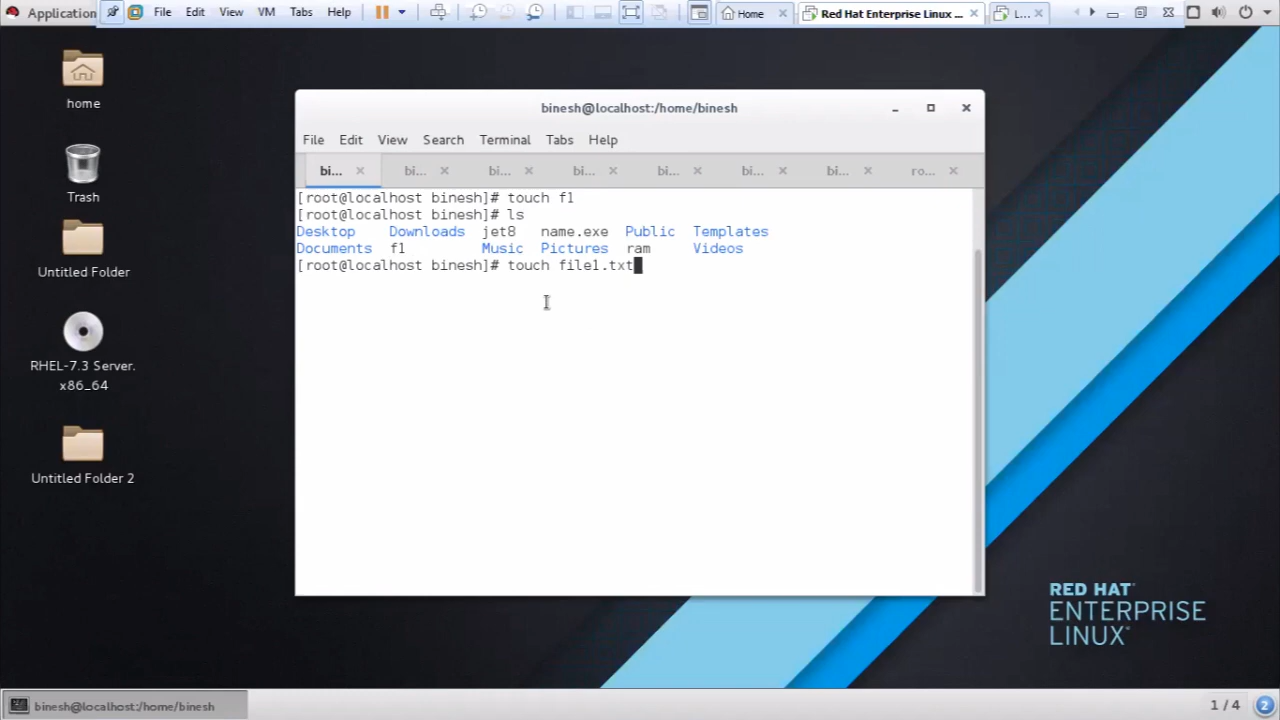 Application File Edit View VM Tabs Help Home Red Hat Enterprise Linux ... L...
home
Trash
Untitled Folder
RHEL-7.3 Server.
x86_64
Untitled Folder 2
binesh@localhost:/home/binesh
File Edit View Search Terminal Tabs Help
bi... bi... bi... bi... bi... bi... bi... ro...
[root@localhost binesh]# touch f1
[root@localhost binesh]# ls
Desktop Downloads jet8 name.exe Public Templates
Documents f1 Music Pictures ram Videos
[root@localhost binesh]# touch file1.txt
RED HAT
ENTERPRISE
LINUX
binesh@localhost:/home/binesh 1 / 4 2